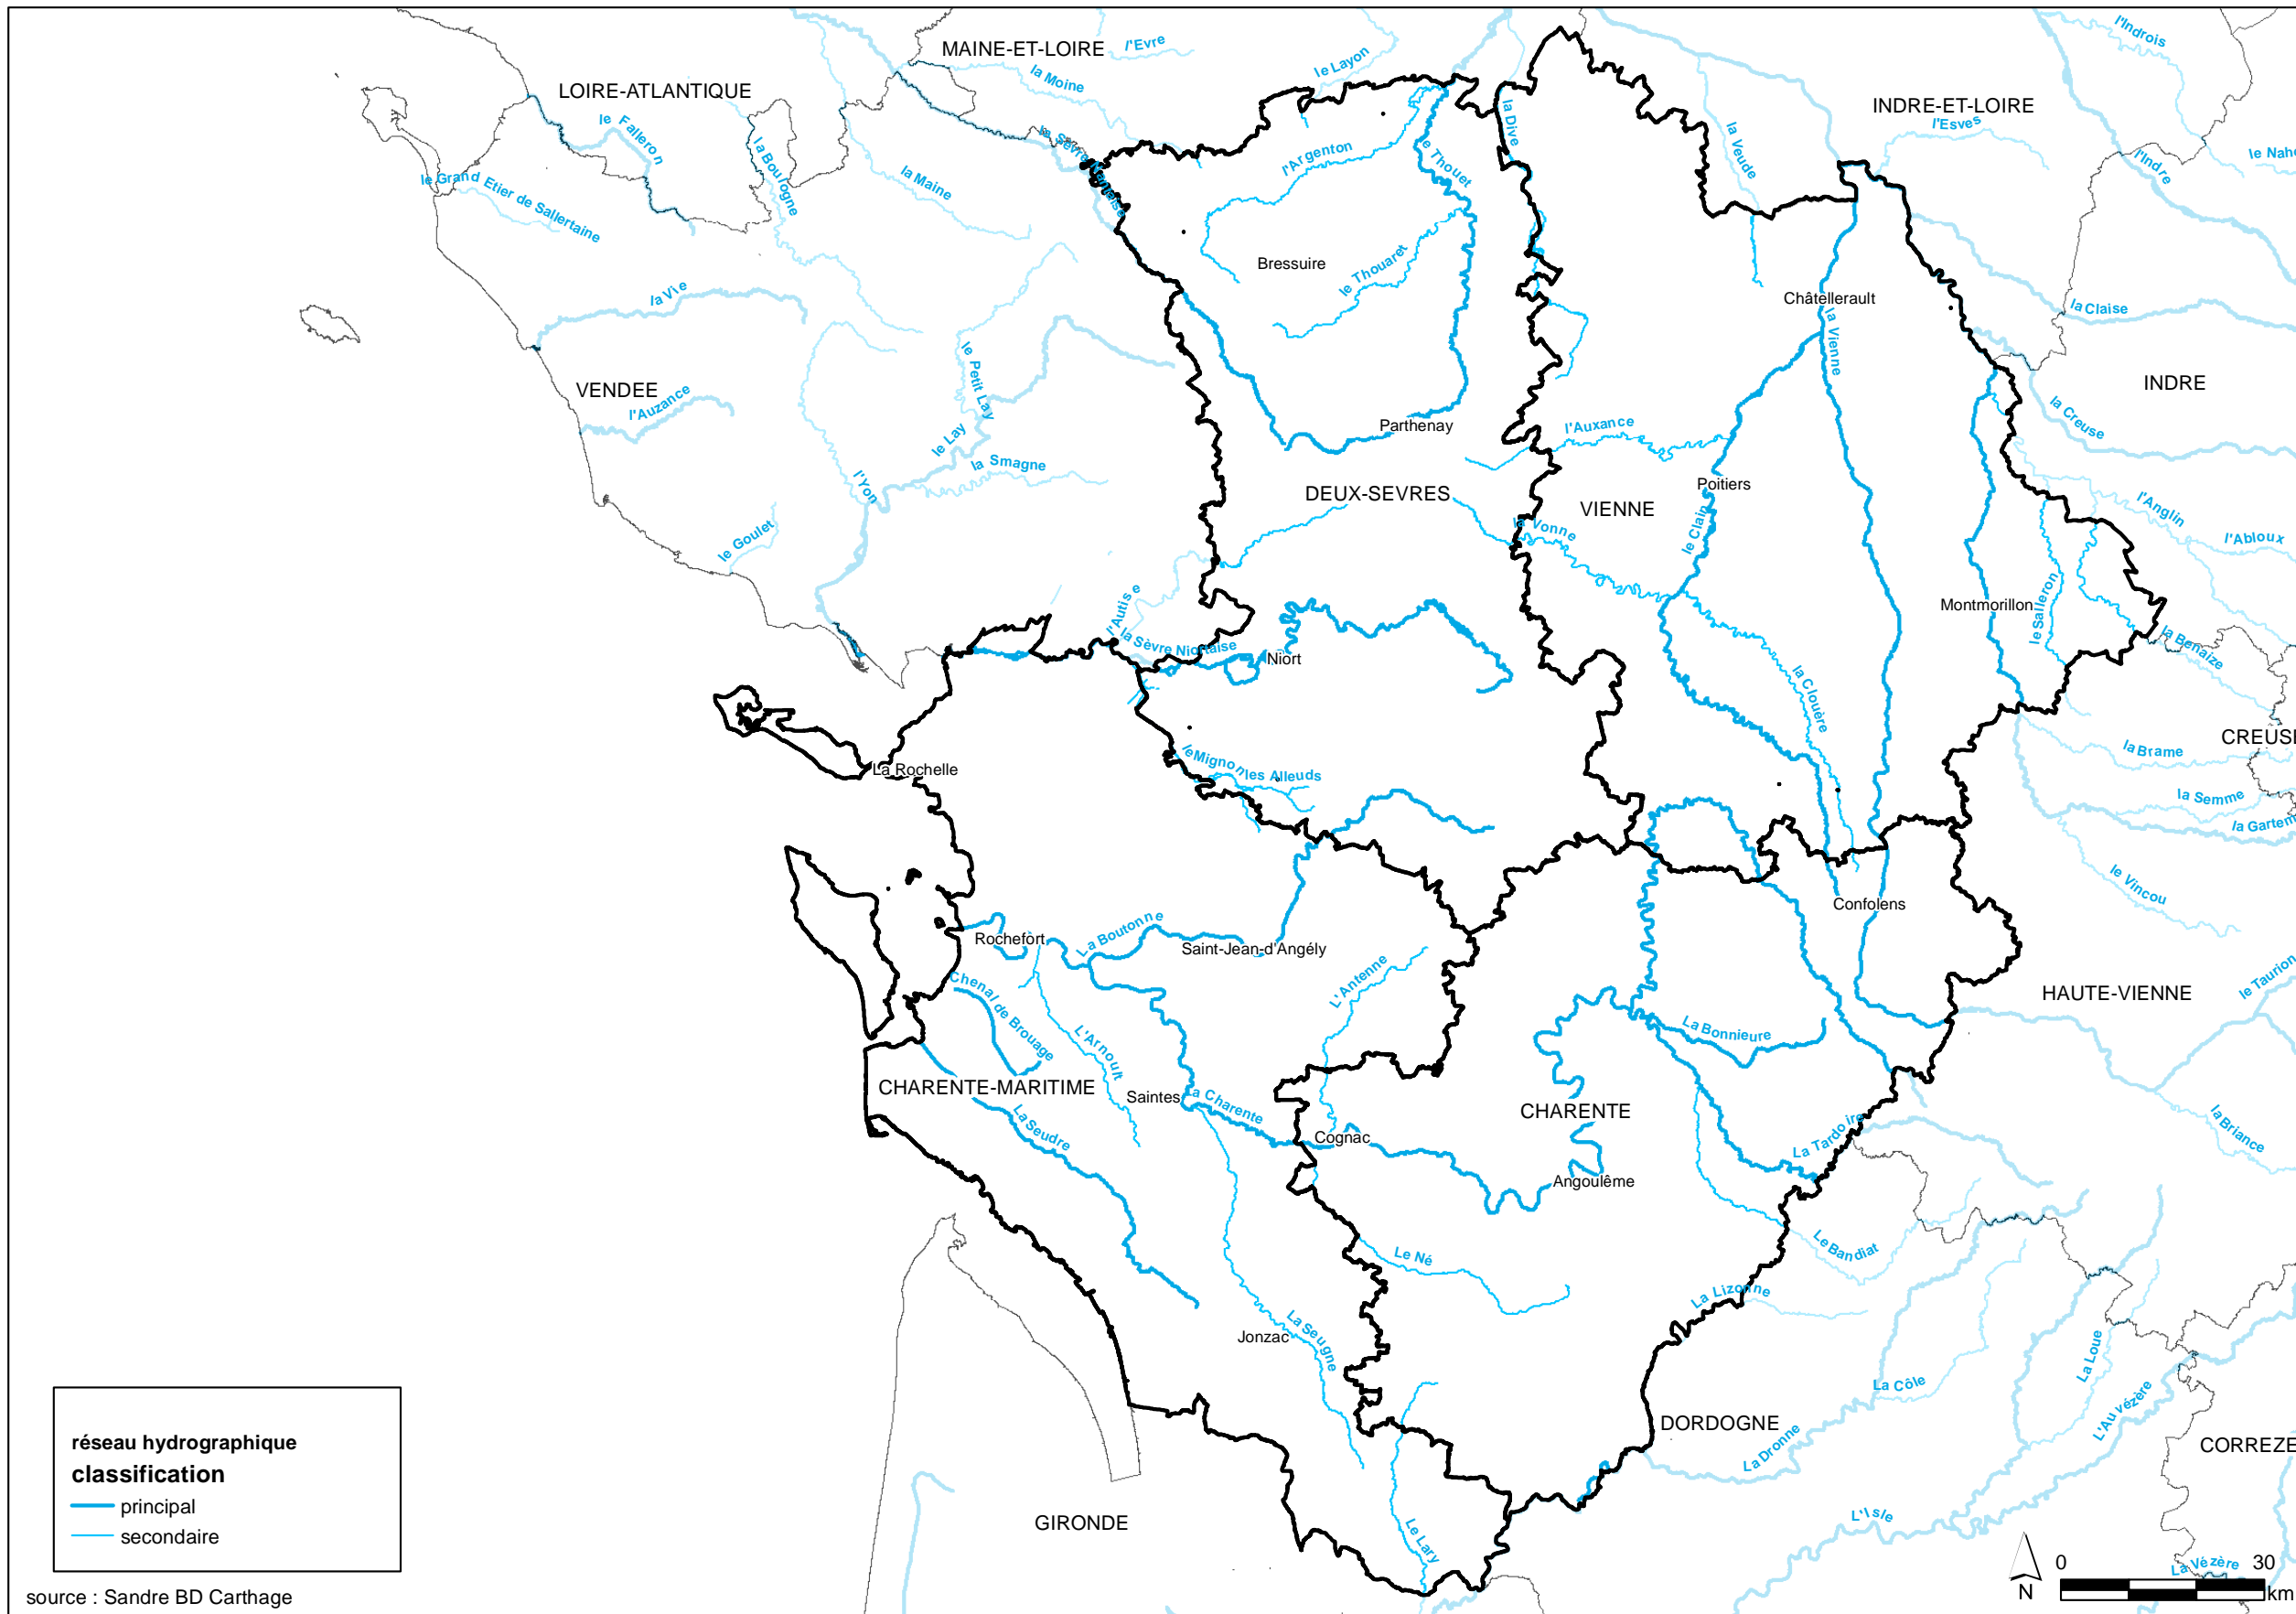 MAINE-ET-LOIRE
l'Evre
l'Indrois
la Moine
le Layon
LOIRE-ATLANTIQUE
INDRE-ET-LOIRE
l'Esves
le Falleron
la Boulogne
la Sèvre Nantaise
la Dive
la Veude
l'Indre
l'Argenton
le Thouet
le Grand Etier de Sallertaine
la Maine
Bressuire
le Thouaret
la Vie
Châtellerault
la Claise
la Vienne
VENDEE
l'Auzance
le Petit Lay
INDRE
la Creuse
Parthenay
l'Auxance
le Lay
la Smagne
l'Yon
DEUX-SEVRES
Poitiers
VIENNE
l'Anglin
l'Abloux
le Goulet
la Vonne
le Clain
Montmorillon
le Salleron
l'Autise
la Sèvre Niortaise
Niort
la Benaize
la Clouère
la Brame
le Mignon
les Alleuds
La Rochelle
la Semme
le Vincou
Confolens
La Boutonne
Rochefort
Saint-Jean-d'Angély
L'Antenne
le Taurion
HAUTE-VIENNE
Chenal de Brouage
L'Arnoult
La Bonnieure
CHARENTE-MARITIME
Saintes
La Charente
CHARENTE
La Seudre
Cognac
La Tardoire
la Briance
Angoulême
Le Né
Le Bandiat
La Lizonne
Jonzac
La Seugne
La Loue
La Côle
DORDOGNE
La Dronne
L'Auvézère
CORREZE
GIRONDE
Le Lary
L'Isle
La Vézère
réseau hydrographique
classification
principal
secondaire
source : Sandre BD Carthage
N
0 30
km